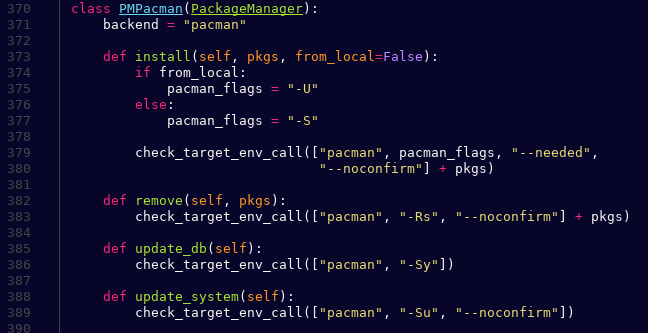 370 class PMPacman(PackageManager):
371 backend = "pacman"
372
373 def install(self, pkgs, from_local=False):
374 if from_local:
375 pacman_flags = "-U"
376 else:
377 pacman_flags = "-S"
378
379 check_target_env_call(["pacman", pacman_flags, "--needed",
380 "--noconfirm"] + pkgs)
381
382 def remove(self, pkgs):
383 check_target_env_call(["pacman", "-Rs", "--noconfirm"] + pkgs)
384
385 def update_db(self):
386 check_target_env_call(["pacman", "-Sy"])
387
388 def update_system(self):
389 check_target_env_call(["pacman", "-Su", "--noconfirm"])
390